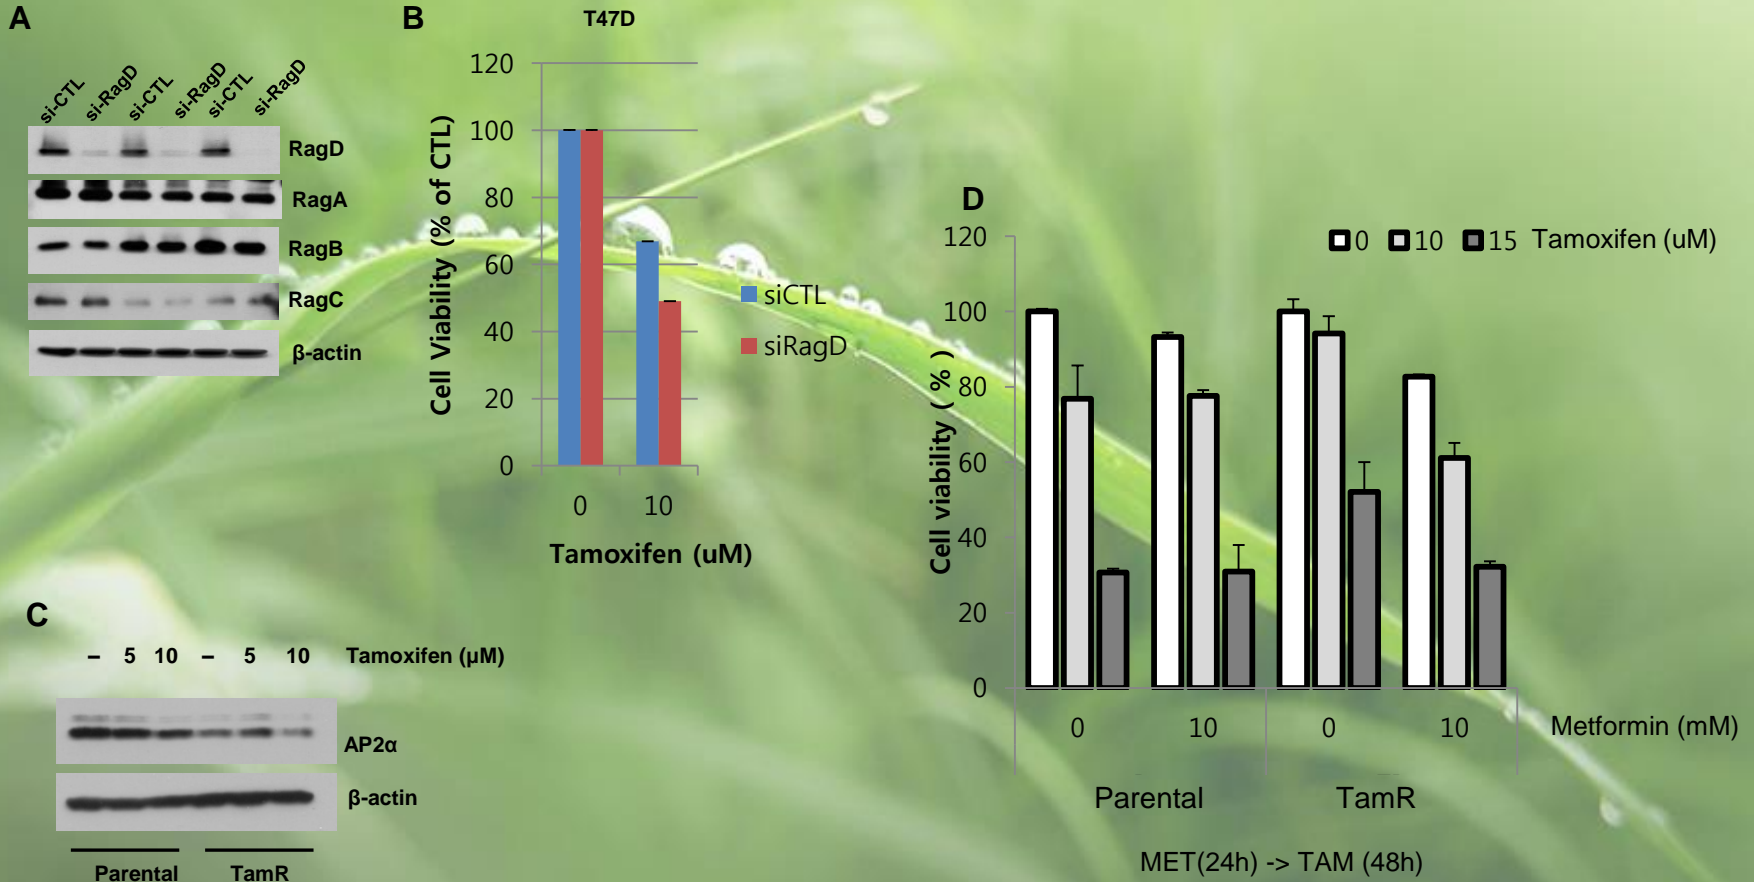 A
si-CTL si-RagD si-CTL si-RagD si-CTL si-RagD
RagD
RagA
RagB
RagC
β-actin
B
T47D
Cell Viability (% of CTL)
120
100
80
60
40
20
0
0 10
Tamoxifen (uM)
siCTL
siRagD
C
– 5 10 – 5 10 Tamoxifen (μM)
AP2α
β-actin
Parental TamR
D
0 10 15 Tamoxifen (uM)
Cell viability ( % )
120
100
80
60
40
20
0
0 10 0 10 Metformin (mM)
Parental TamR
MET(24h) -> TAM (48h)